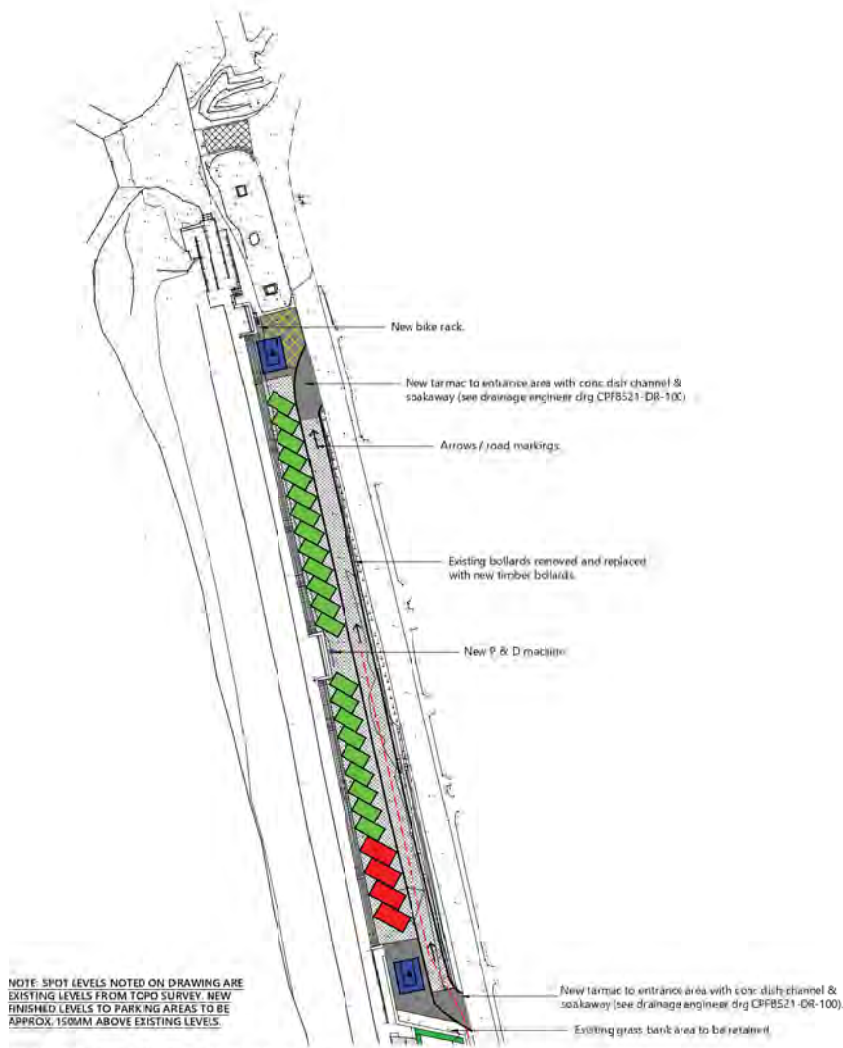 New bike rack.
New tarmac to entrance area with conc dish channel &
soakaway (see drainage engineer drg CPF8521-DR-100)
Arrows / road markings.
Existing bollards removed and replaced
with new timber bollards.
New P & D machine
NOTE: SPOT LEVELS NOTED ON DRAWING ARE
EXISTING LEVELS FROM TOPO SURVEY. NEW
FINISHED LEVELS TO PARKING AREAS TO BE
APPROX. 150MM ABOVE EXISTING LEVELS.
New tarmac to entrance area with conc dish channel &
soakaway (see drainage engineer drg CPF8521-DR-100).
Existing grass bank area to be retained